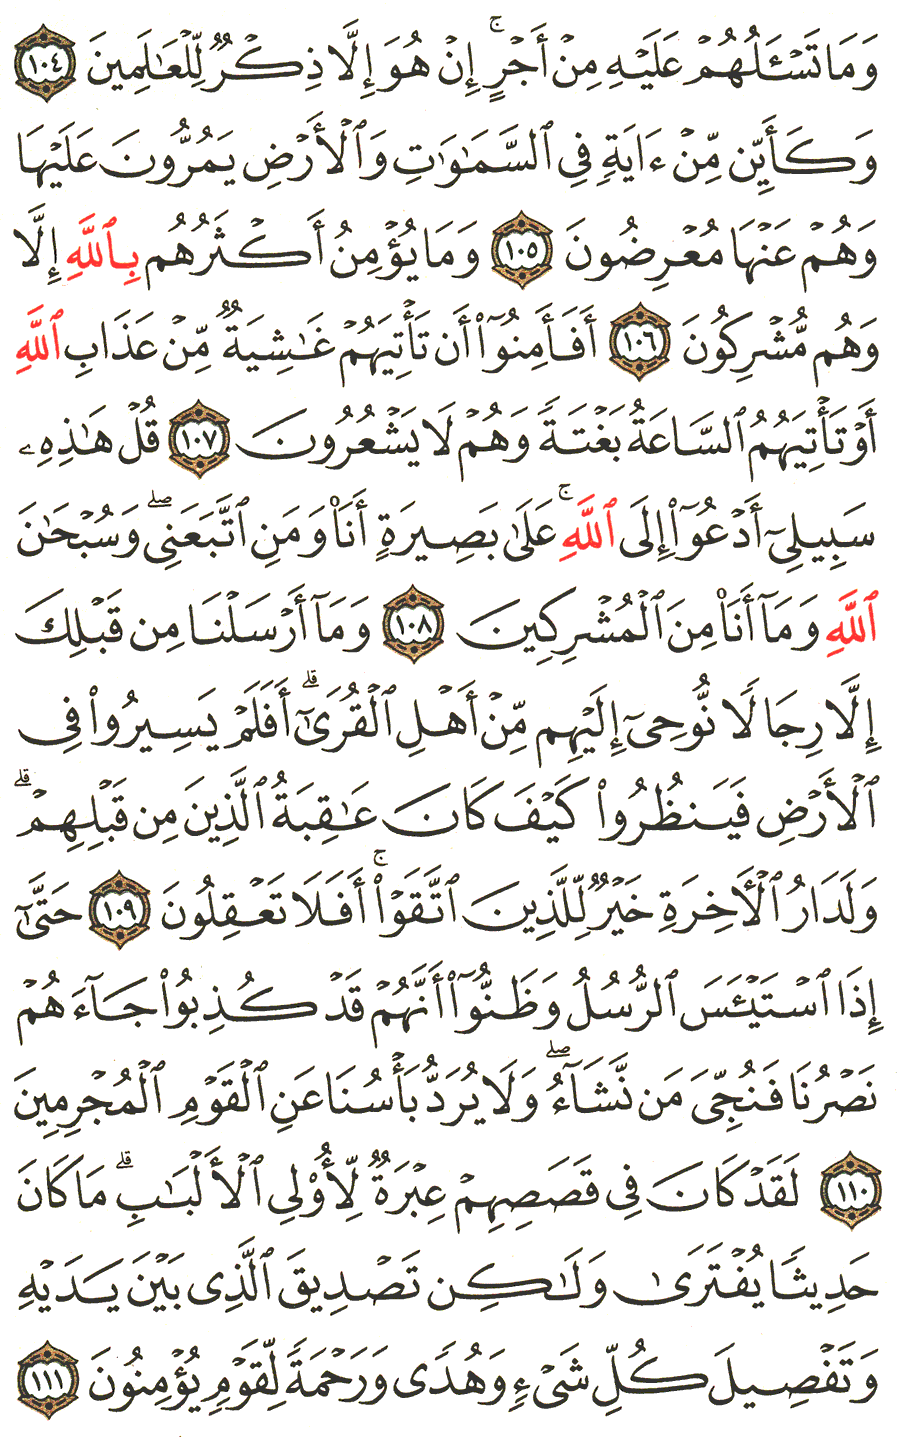 وَمَا تَسْـَٔلُهُمْ عَلَيْهِ مِنْ أَجْرٍ ۚ إِنْ هُوَ إِلَّا ذِكْرٌ لِّلْعَٰلَمِينَ ١٠٤
وَكَأَيِّن مِّنْ ءَايَةٍ فِى ٱلسَّمَٰوَٰتِ وَٱلْأَرْضِ يَمُرُّونَ عَلَيْهَا
وَهُمْ عَنْهَا مُعْرِضُونَ ١٠٥ وَمَا يُؤْمِنُ أَكْثَرُهُم بِٱللَّهِ إِلَّا
وَهُم مُّشْرِكُونَ ١٠٦ أَفَأَمِنُوٓا۟ أَن تَأْتِيَهُمْ غَٰشِيَةٌ مِّنْ عَذَابِ ٱللَّهِ
أَوْ تَأْتِيَهُمُ ٱلسَّاعَةُ بَغْتَةً وَهُمْ لَا يَشْعُرُونَ ١٠٧ قُلْ هَٰذِهِۦ
سَبِيلِىٓ أَدْعُوٓا۟ إِلَى ٱللَّهِ ۚ عَلَىٰ بَصِيرَةٍ أَنَا۠ وَمَنِ ٱتَّبَعَنِى ۖ وَسُبْحَٰنَ
ٱللَّهِ وَمَآ أَنَا۠ مِنَ ٱلْمُشْرِكِينَ ١٠٨ وَمَآ أَرْسَلْنَا مِن قَبْلِكَ
إِلَّا رِجَالًا نُّوحِىٓ إِلَيْهِم مِّنْ أَهْلِ ٱلْقُرَىٰٓ ۗ أَفَلَمْ يَسِيرُوا۟ فِى
ٱلْأَرْضِ فَيَنظُرُوا۟ كَيْفَ كَانَ عَٰقِبَةُ ٱلَّذِينَ مِن قَبْلِهِمْ ۗ
وَلَدَارُ ٱلْأَخِرَةِ خَيْرٌ لِّلَّذِينَ ٱتَّقَوْا۟ ۚ أَفَلَا تَعْقِلُونَ ١٠٩ حَتَّىٰٓ
إِذَا ٱسْتَيْـَٔسَ ٱلرُّسُلُ وَظَنُّوٓا۟ أَنَّهُمْ قَدْ كُذِبُوا۟ جَآءَهُمْ
نَصْرُنَا فَنُجِّىَ مَن نَّشَآءُ ۖ وَلَا يُرَدُّ بَأْسُنَا عَنِ ٱلْقَوْمِ ٱلْمُجْرِمِينَ
١١٠ لَقَدْ كَانَ فِى قَصَصِهِمْ عِبْرَةٌ لِّأُو۟لِى ٱلْأَلْبَٰبِ ۗ مَا كَانَ
حَدِيثًا يُفْتَرَىٰ وَلَٰكِن تَصْدِيقَ ٱلَّذِى بَيْنَ يَدَيْهِ
وَتَفْصِيلَ كُلِّ شَىْءٍ وَهُدًى وَرَحْمَةً لِّقَوْمٍ يُؤْمِنُونَ ١١١